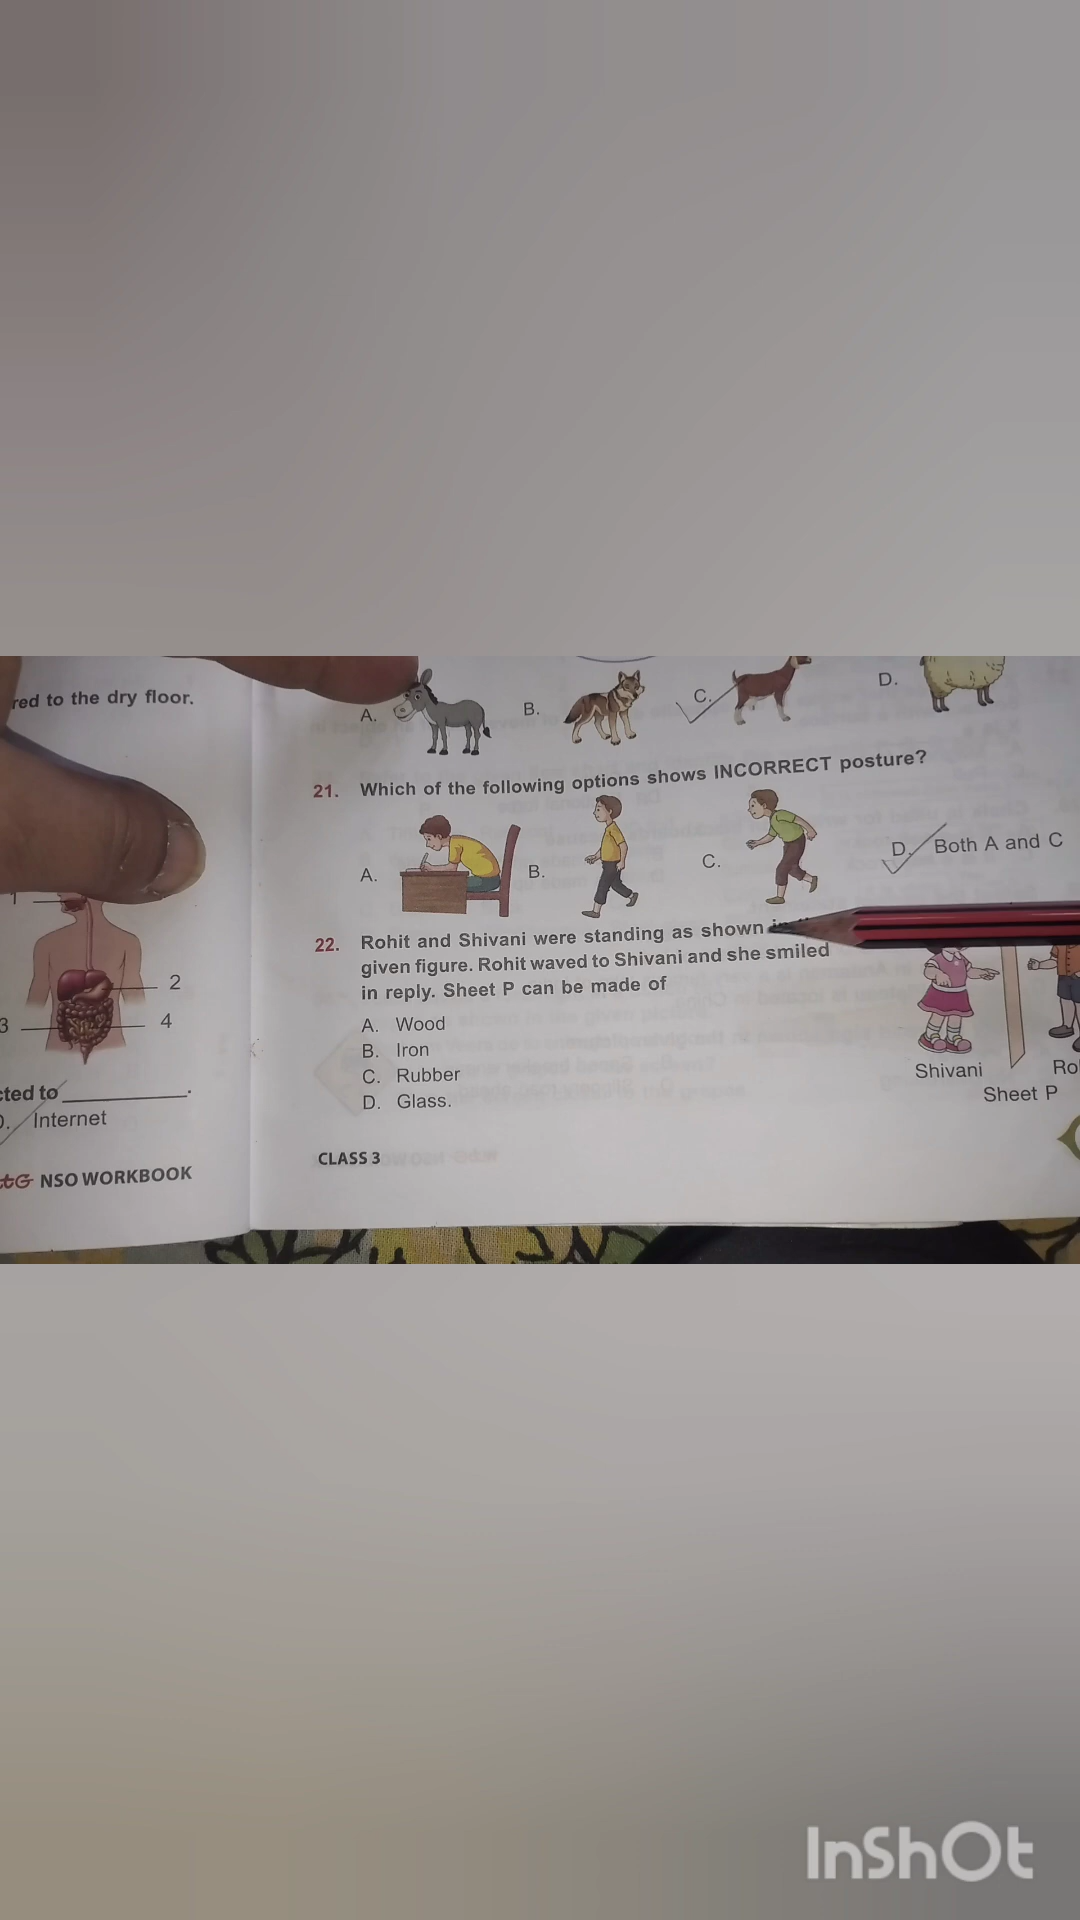 red to the dry floor.
1
2
3
4
cted to ________.
D. Internet
NSO WORKBOOK
A.
B.
C.
D.
21. Which of the following options shows INCORRECT posture?
A.
B.
C.
D. Both A and C
22. Rohit and Shivani were standing as shown
given figure. Rohit waved to Shivani and she smiled
in reply. Sheet P can be made of
A. Wood
B. Iron
C. Rubber
D. Glass.
Shivani
Ro
Sheet P
CLASS 3
InShOt